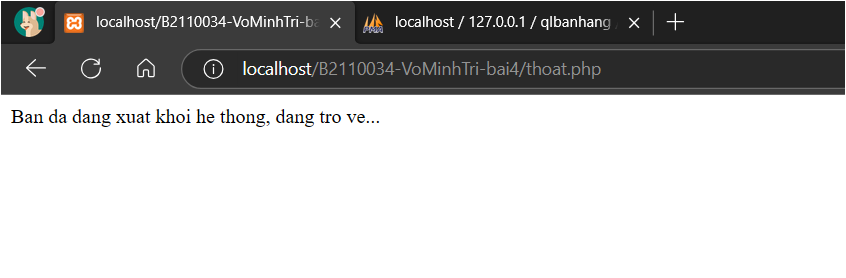 localhost/B2110034-VoMinhTri-ba
localhost / 127.0.0.1 / qlbanhang
localhost/B2110034-VoMinhTri-bai4/thoat.php
Ban da dang xuat khoi he thong, dang tro ve...